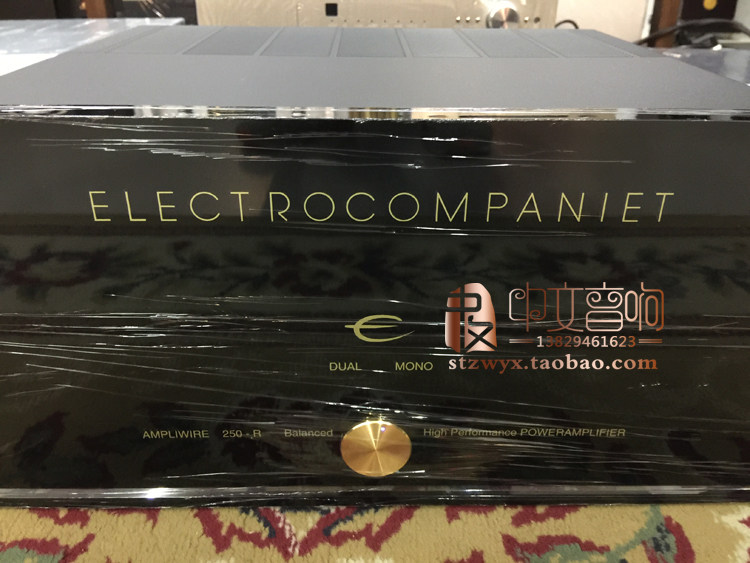 ELECTROCOMPANIET
中文音响
13829461623
stzwyx.taobao.com
DUAL MONO
AMPLIWIRE 250 - R Balanced High Performance POWERAMPLIFIER